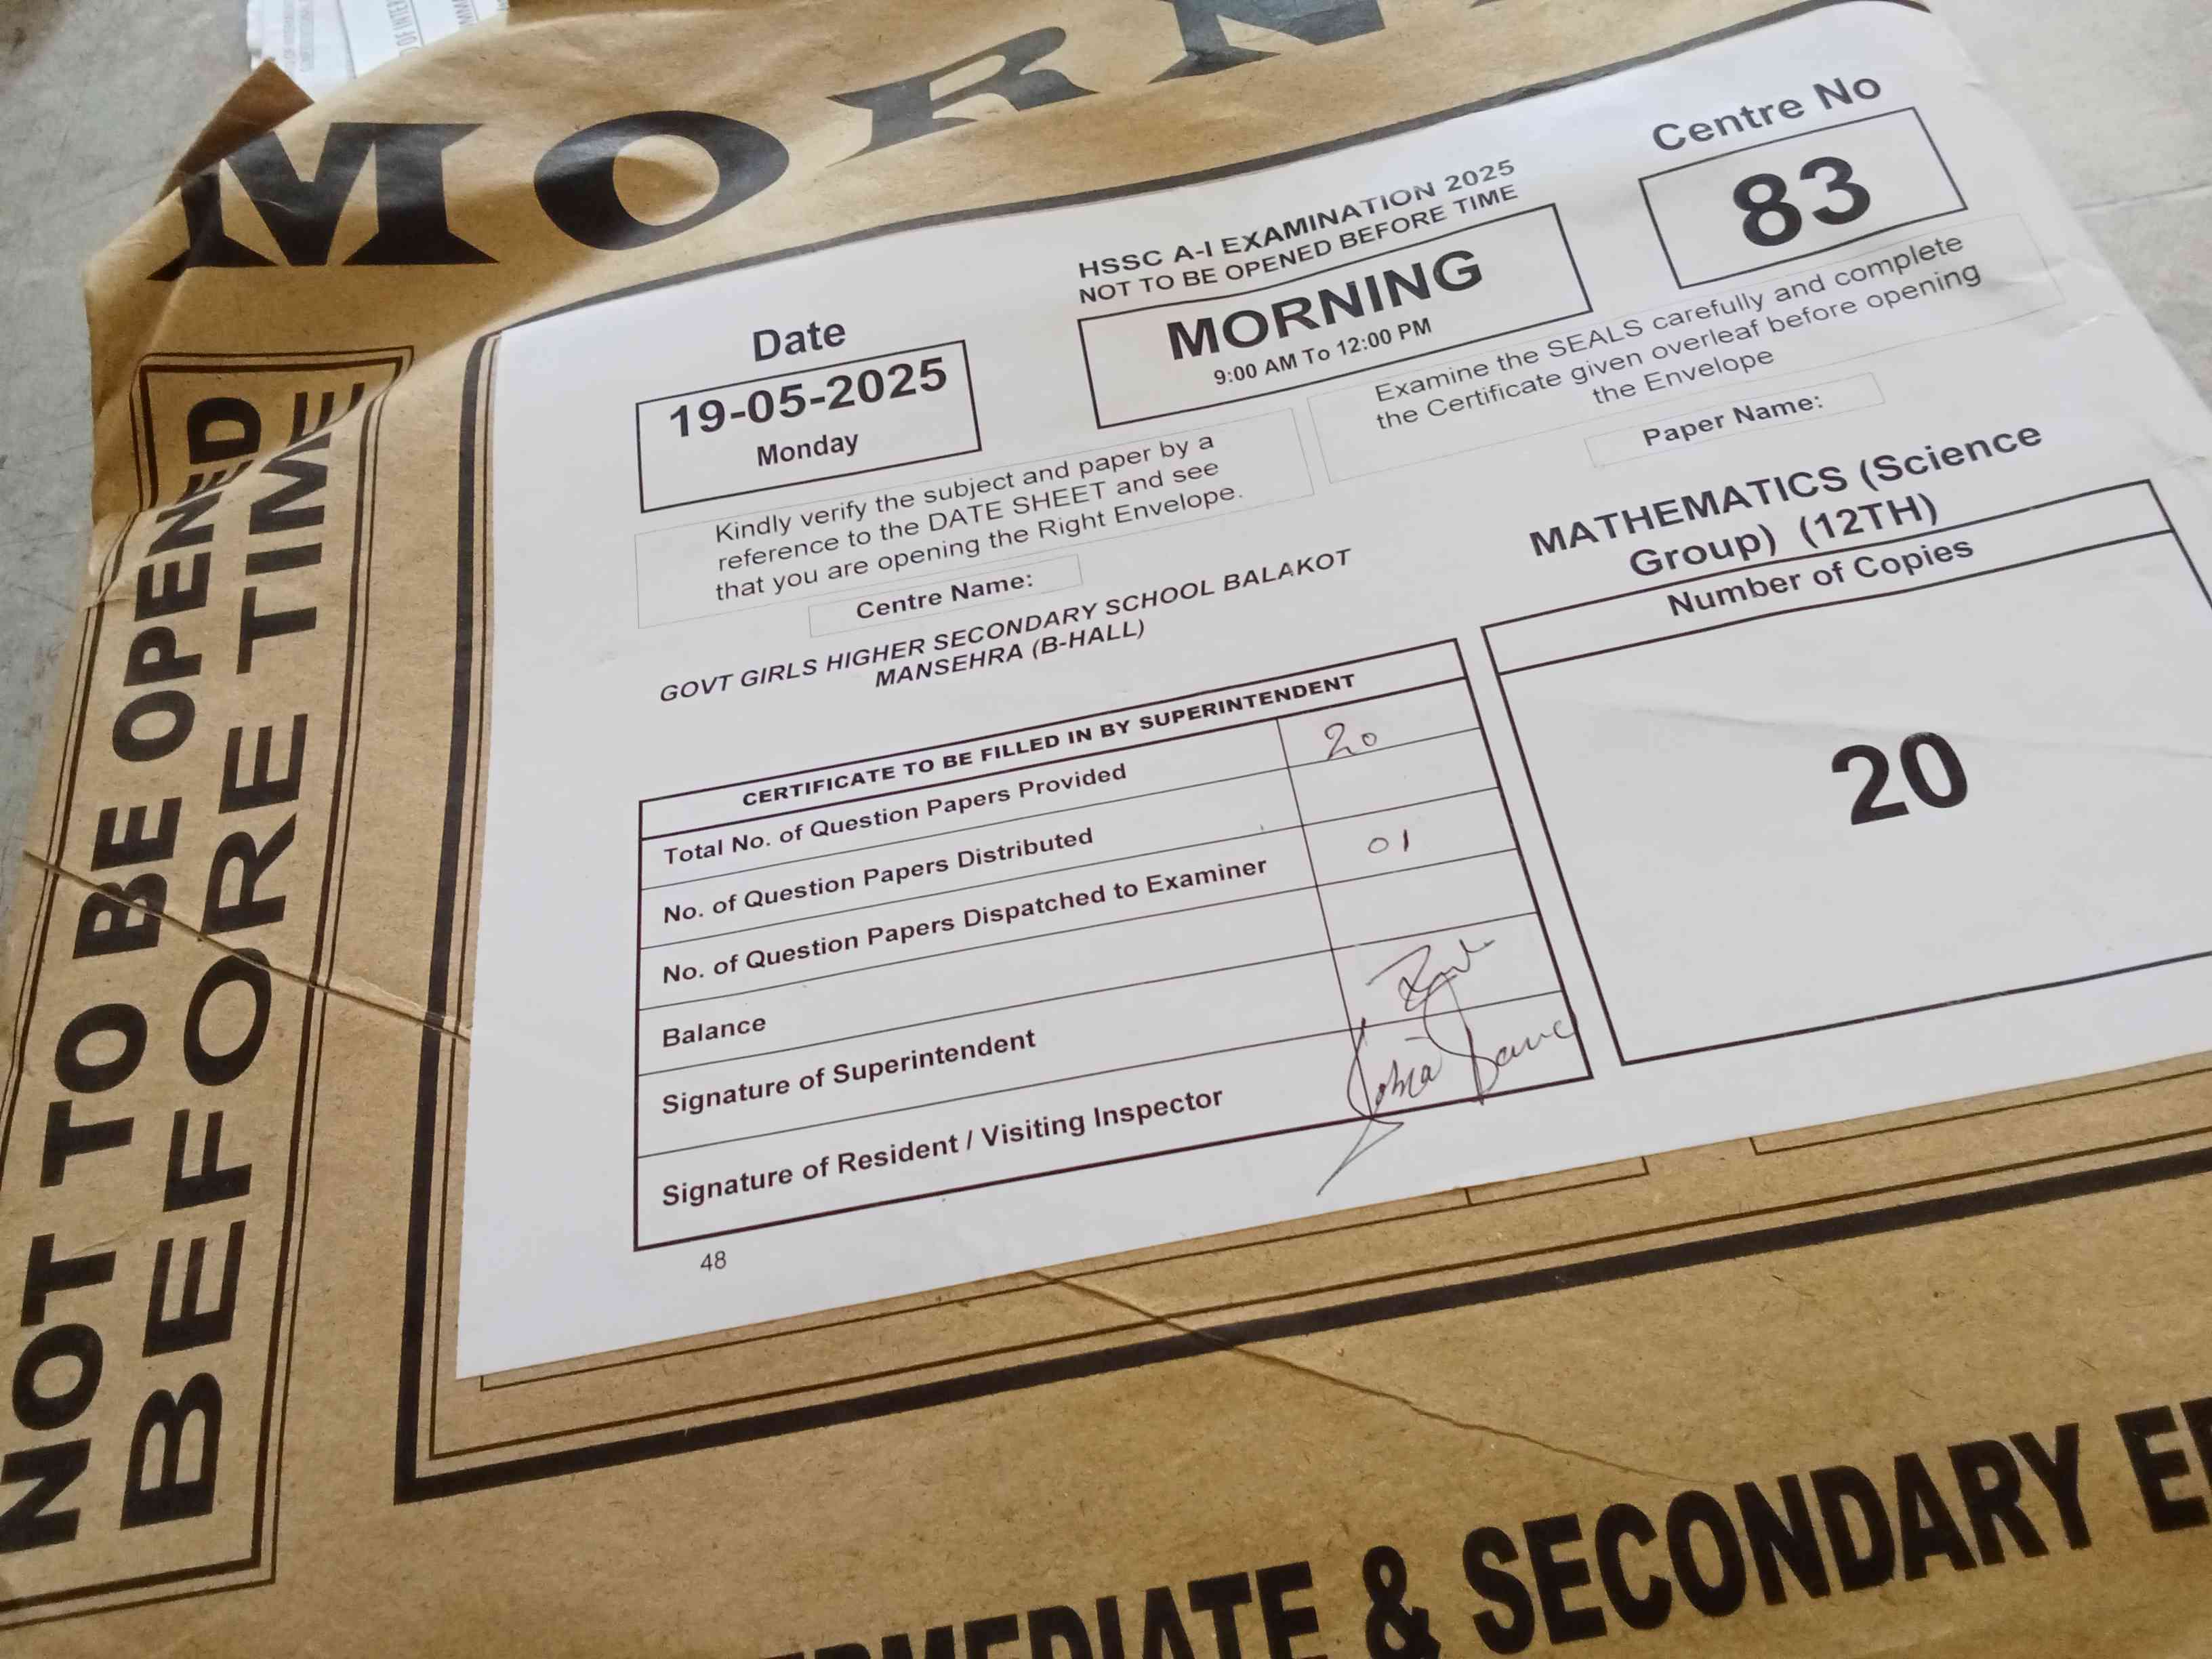 MORN
NOT TO BE OPENED
BEFORE TIME
HSSC A-I EXAMINATION 2025
NOT TO BE OPENED BEFORE TIME
Date
19-05-2025
Monday
MORNING
9:00 AM To 12:00 PM
Centre No
83
Kindly verify the subject and paper by a
reference to the DATE SHEET and see
that you are opening the Right Envelope.
Examine the SEALS carefully and complete
the Certificate given overleaf before opening
the Envelope
Centre Name:
GOVT GIRLS HIGHER SECONDARY SCHOOL BALAKOT
MANSEHRA (B-HALL)
Paper Name:
MATHEMATICS (Science
Group) (12TH)
CERTIFICATE TO BE FILLED IN BY SUPERINTENDENT
Total No. of Question Papers Provided 20
No. of Question Papers Distributed
No. of Question Papers Dispatched to Examiner 01
Balance
Signature of Superintendent
Signature of Resident / Visiting Inspector
Number of Copies
20
48
RMEDIATE & SECONDARY E